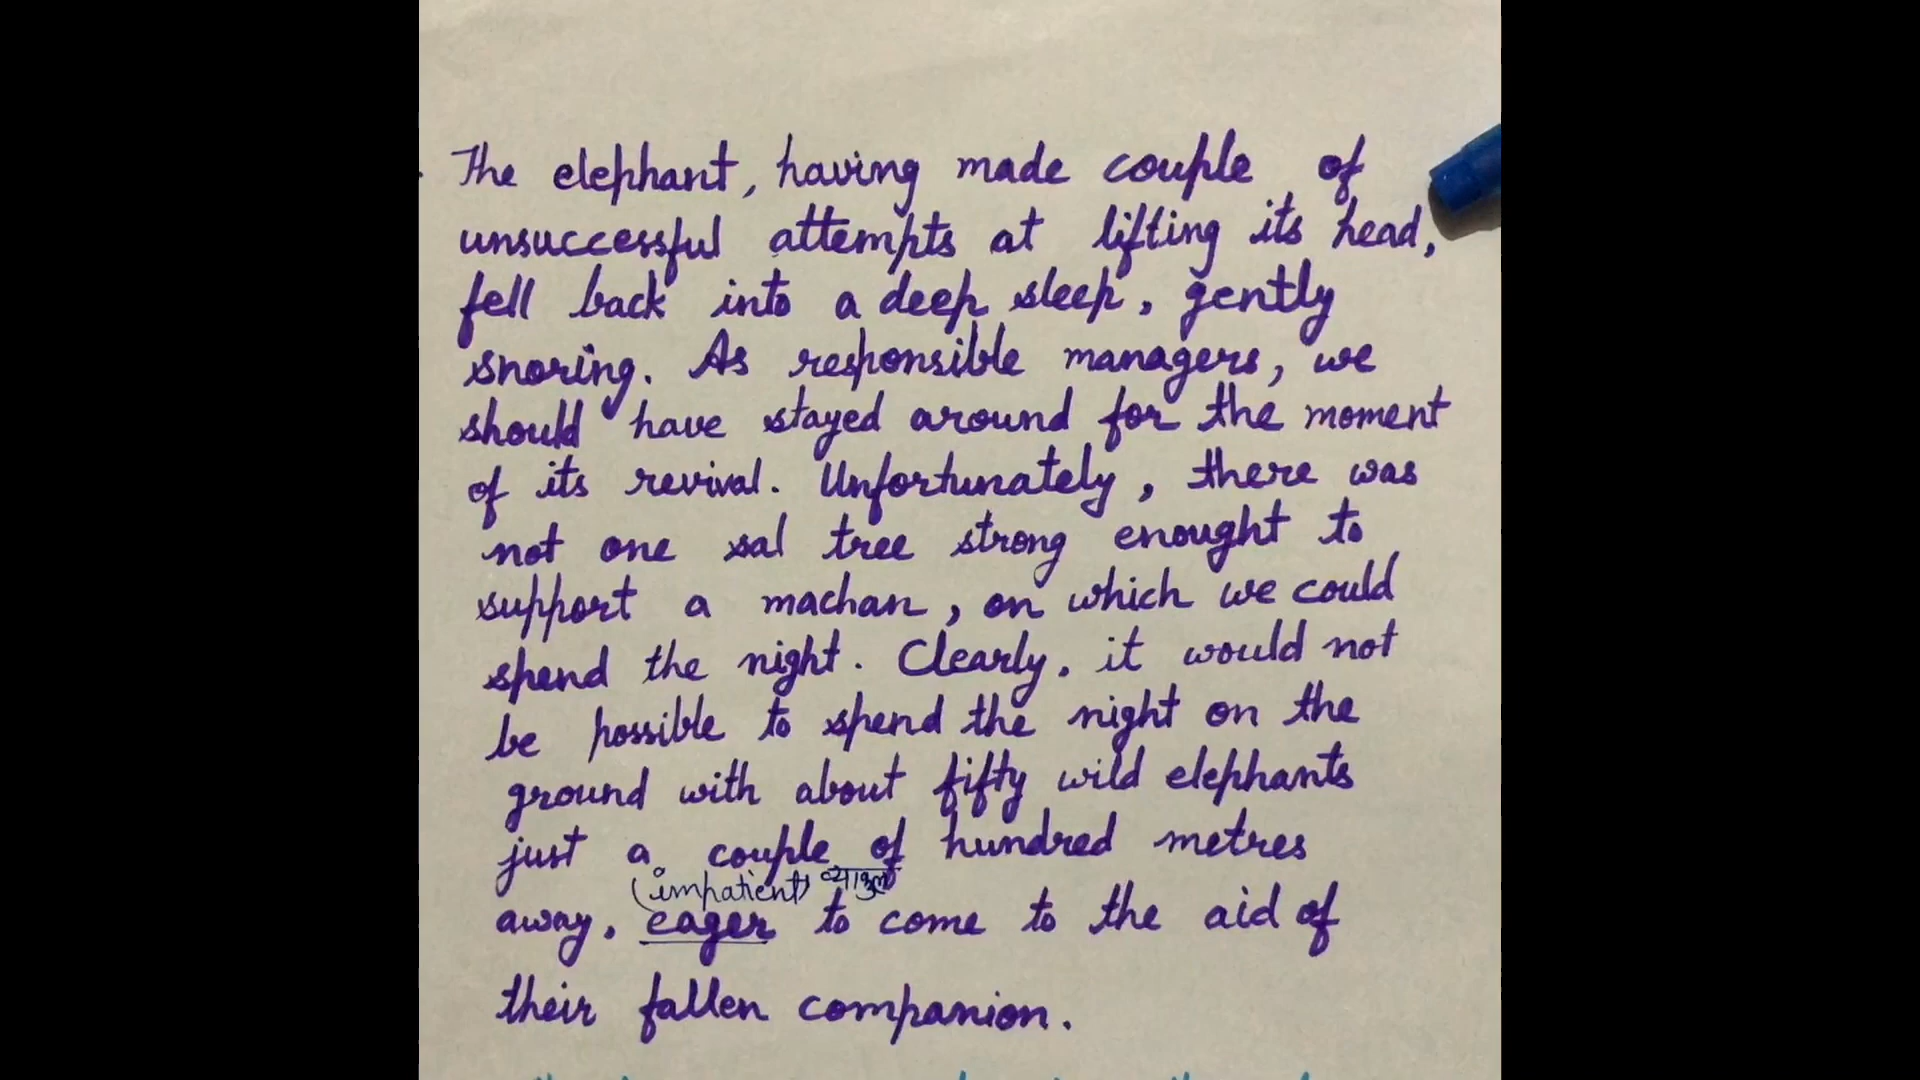 The elephant, having made couple of
unsuccessful attempts at lifting its head,
fell back into a deep sleep, gently
snoring. As responsible managers, we
should have stayed around for the moment
of its revival. Unfortunately, there was
not one sal tree strong enought to
support a machan, on which we could
spend the night. Clearly, it would not
be possible to spend the night on the
ground with about fifty wild elephants
just a couple of hundred metres
(impatient) व्याकुल
away, eager to come to the aid of
their fallen companion.